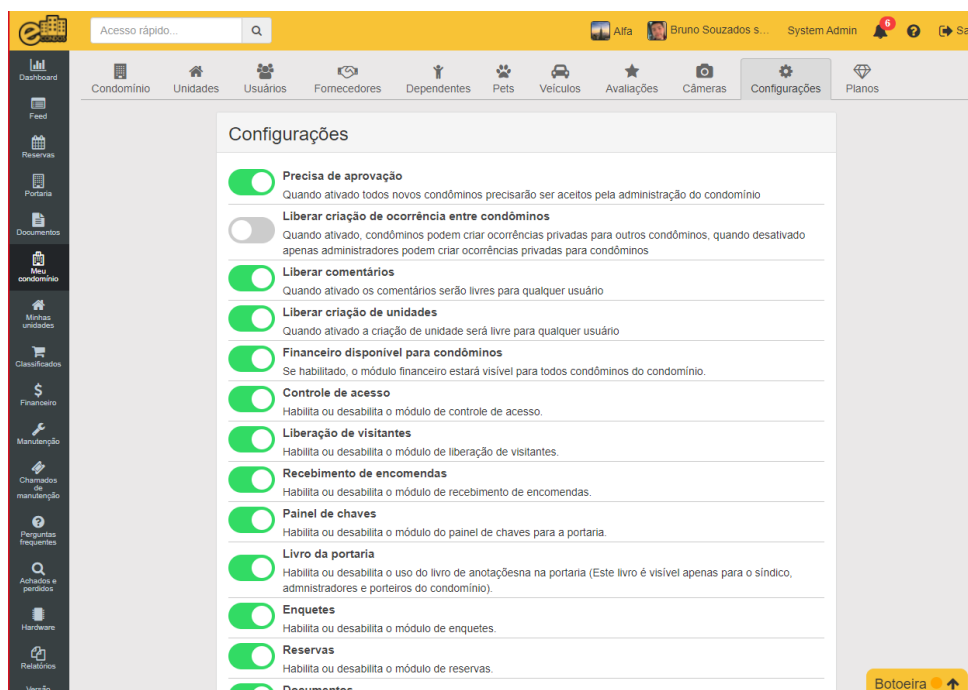 e
CONDOS
Acesso rápido...
Alfa
Bruno Souzados s...
System Admin
6
Sa
Dashboard
Feed
Reservas
Portaria
Documentos
Meu
condomínio
Minhas
unidades
Classificados
Financeiro
Manutenção
Chamados
de
manutenção
Perguntas
frequentes
Achados e
perdidos
Hardware
Relatórios
Versão
Condomínio
Unidades
Usuários
Fornecedores
Dependentes
Pets
Veículos
Avaliações
Câmeras
Configurações
Planos
Configurações
Precisa de aprovação
Quando ativado todos novos condôminos precisarão ser aceitos pela administração do condomínio
Liberar criação de ocorrência entre condôminos
Quando ativado, condôminos podem criar ocorrências privadas para outros condôminos, quando desativado
apenas administradores podem criar ocorrências privadas para condôminos
Liberar comentários
Quando ativado os comentários serão livres para qualquer usuário
Liberar criação de unidades
Quando ativado a criação de unidade será livre para qualquer usuário
Financeiro disponível para condôminos
Se habilitado, o módulo financeiro estará visível para todos condôminos do condomínio.
Controle de acesso
Habilita ou desabilita o módulo de controle de acesso.
Liberação de visitantes
Habilita ou desabilita o módulo de liberação de visitantes.
Recebimento de encomendas
Habilita ou desabilita o módulo de recebimento de encomendas.
Painel de chaves
Habilita ou desabilita o módulo do painel de chaves para a portaria.
Livro da portaria
Habilita ou desabilita o uso do livro de anotaçõesna na portaria (Este livro é visível apenas para o síndico,
admnistradores e porteiros do condomínio).
Enquetes
Habilita ou desabilita o módulo de enquetes.
Reservas
Habilita ou desabilita o módulo de reservas.
Documentos
Botoeira